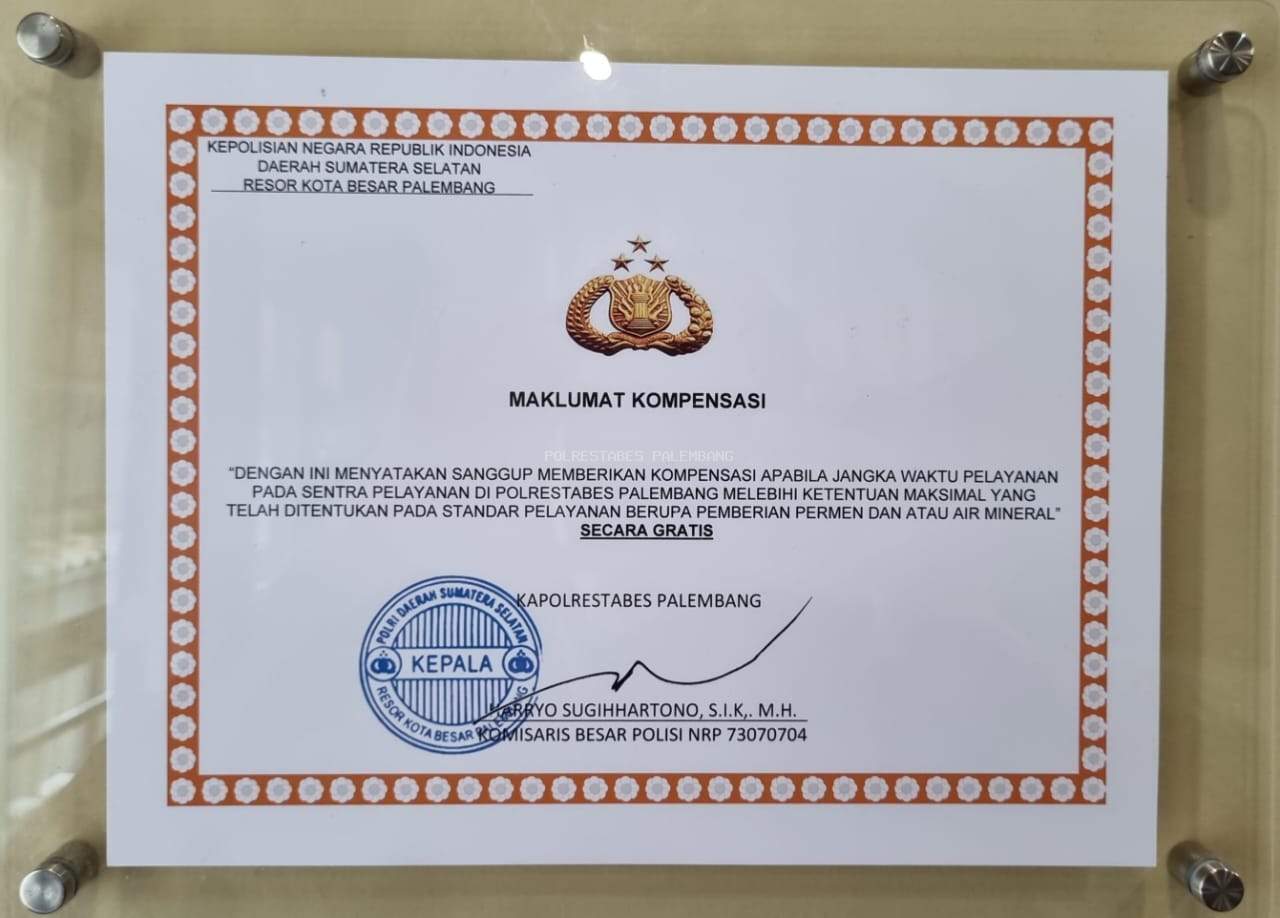 KEPOLISIAN NEGARA REPUBLIK INDONESIA
DAERAH SUMATERA SELATAN
RESOR KOTA BESAR PALEMBANG
MAKLUMAT KOMPENSASI
POLRESTABES PALEMBANG
“DENGAN INI MENYATAKAN SANGGUP MEMBERIKAN KOMPENSASI APABILA JANGKA WAKTU PELAYANAN
PADA SENTRA PELAYANAN DI POLRESTABES PALEMBANG MELEBIHI KETENTUAN MAKSIMAL YANG
TELAH DITENTUKAN PADA STANDAR PELAYANAN BERUPA PEMBERIAN PERMEN DAN ATAU AIR MINERAL”
SECARA GRATIS
KAPOLRESTABES PALEMBANG
POLRI DAERAH SUMATERA SELATAN
KEPALA
RESOR KOTA BESAR PALEMBANG
SUGIHHARTONO, S.I.K,. M.H.
KOMISARIS BESAR POLISI NRP 73070704